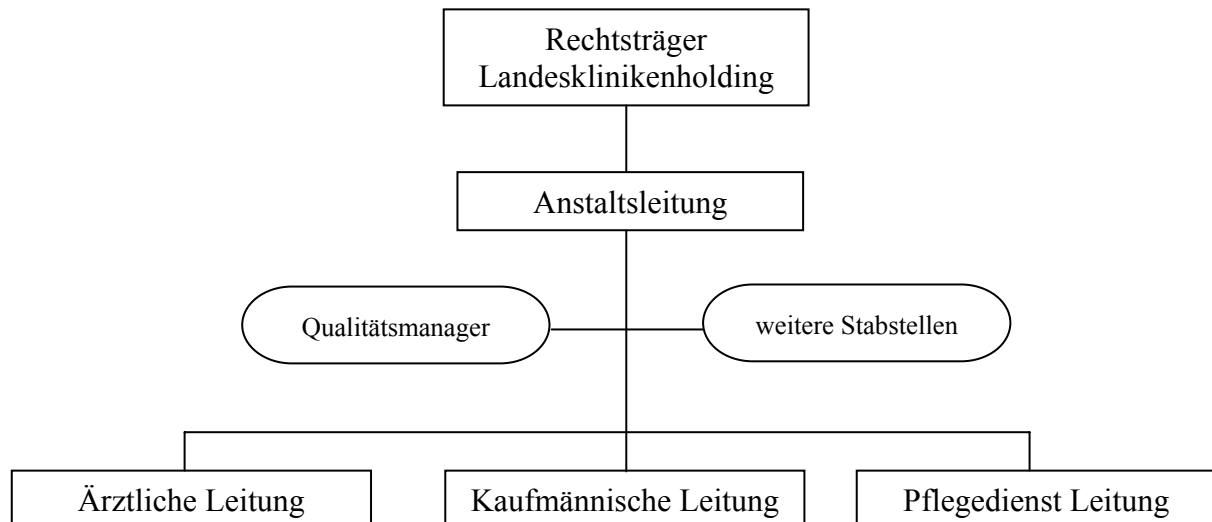 Rechtsträger
Landesklinikenholding
Anstaltsleitung
Qualitätsmanager
weitere Stabstellen
Ärztliche Leitung
Kaufmännische Leitung
Pflegedienst Leitung